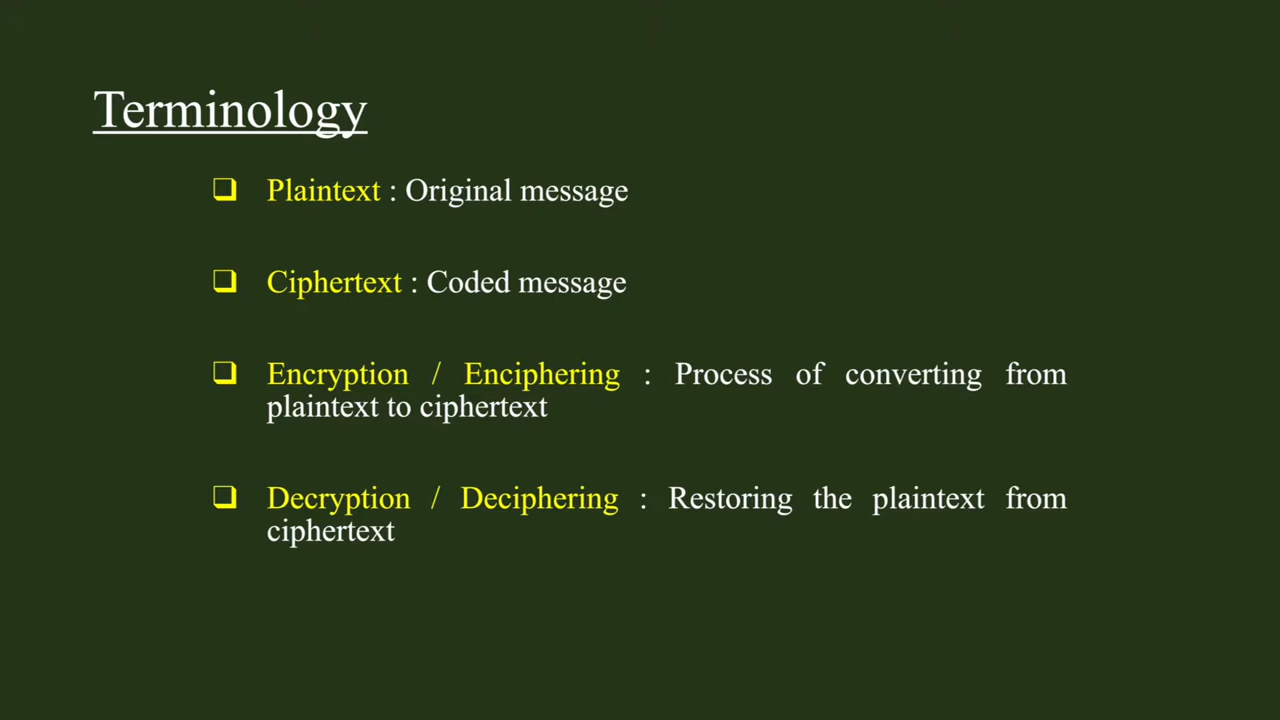 Terminology
❑ Plaintext : Original message
❑ Ciphertext : Coded message
❑ Encryption / Enciphering : Process of converting from
plaintext to ciphertext
❑ Decryption / Deciphering : Restoring the plaintext from
ciphertext